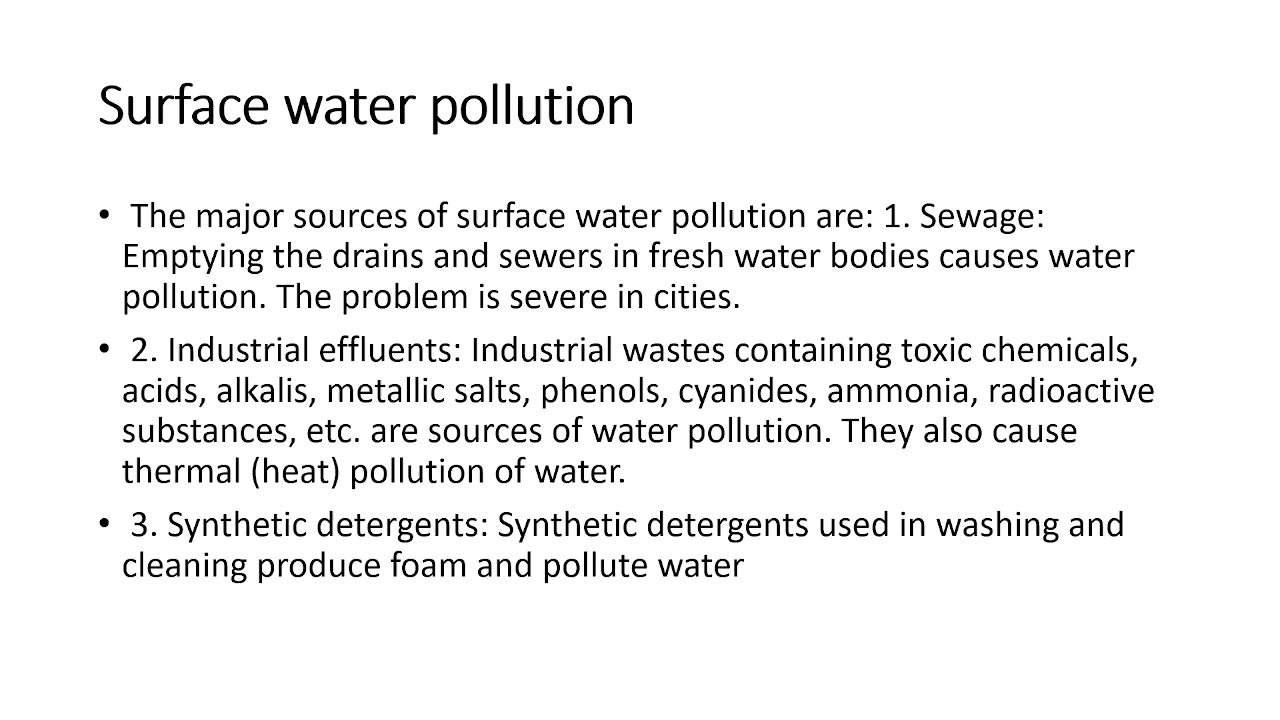 Surface water pollution
• The major sources of surface water pollution are: 1. Sewage:
Emptying the drains and sewers in fresh water bodies causes water
pollution. The problem is severe in cities.
• 2. Industrial effluents: Industrial wastes containing toxic chemicals,
acids, alkalis, metallic salts, phenols, cyanides, ammonia, radioactive
substances, etc. are sources of water pollution. They also cause
thermal (heat) pollution of water.
• 3. Synthetic detergents: Synthetic detergents used in washing and
cleaning produce foam and pollute water